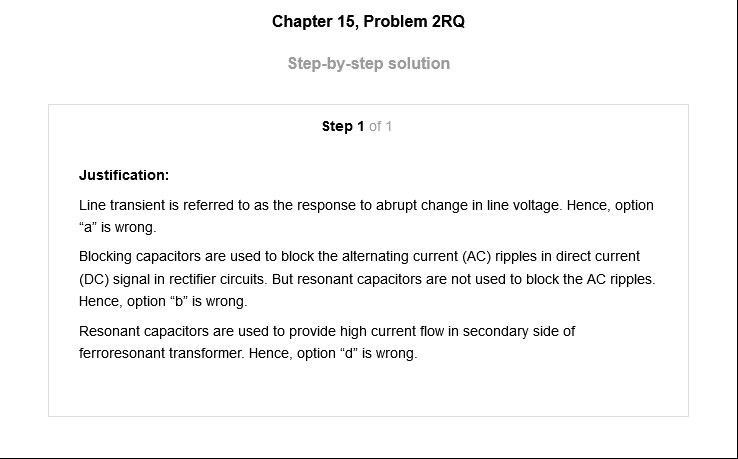 Chapter 15, Problem 2RQ
Step-by-step solution
Step 1 of 1
Justification:
Line transient is referred to as the response to abrupt change in line voltage. Hence, option
“a” is wrong.
Blocking capacitors are used to block the alternating current (AC) ripples in direct current
(DC) signal in rectifier circuits. But resonant capacitors are not used to block the AC ripples.
Hence, option “b” is wrong.
Resonant capacitors are used to provide high current flow in secondary side of
ferroresonant transformer. Hence, option “d” is wrong.